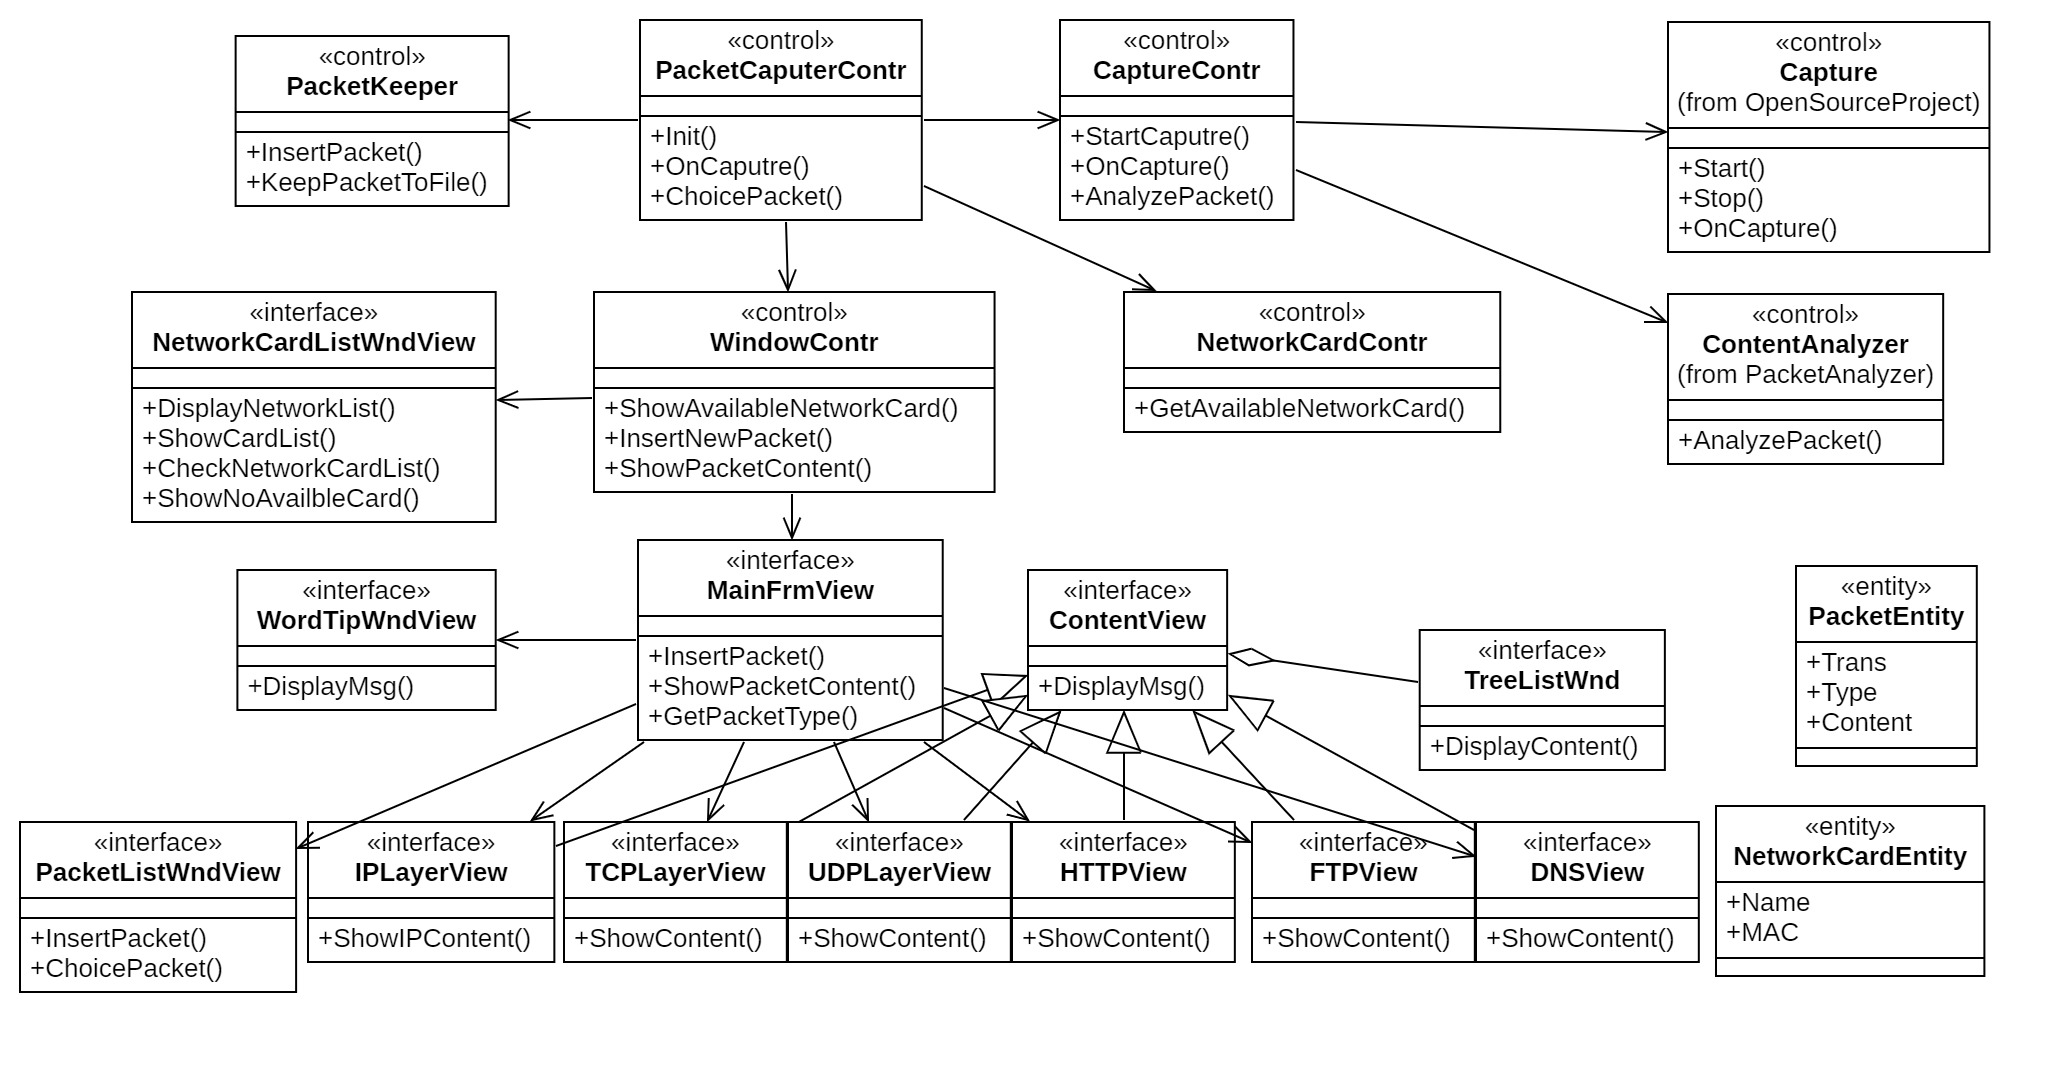 «control»
PacketKeeper
+InsertPacket()
+KeepPacketToFile()
«control»
PacketCaputerContr
+Init()
+OnCaputre()
+ChoicePacket()
«control»
CaptureContr
+StartCaputre()
+OnCapture()
+AnalyzePacket()
«control»
Capture
(from OpenSourceProject)
+Start()
+Stop()
+OnCapture()
«interface»
NetworkCardListWndView
+DisplayNetworkList()
+ShowCardList()
+CheckNetworkCardList()
+ShowNoAvailbleCard()
«control»
WindowContr
+ShowAvailableNetworkCard()
+InsertNewPacket()
+ShowPacketContent()
«control»
NetworkCardContr
+GetAvailableNetworkCard()
«control»
ContentAnalyzer
(from PacketAnalyzer)
+AnalyzePacket()
«interface»
WordTipWndView
+DisplayMsg()
«interface»
MainFrmView
+InsertPacket()
+ShowPacketContent()
+GetPacketType()
«interface»
ContentView
+DisplayMsg()
«interface»
TreeListWnd
+DisplayContent()
«entity»
PacketEntity
+Trans
+Type
+Content
«interface»
PacketListWndView
+InsertPacket()
+ChoicePacket()
«interface»
IPLayerView
+ShowIPContent()
«interface»
TCPLayerView
+ShowContent()
«interface»
UDPLayerView
+ShowContent()
«interface»
HTTPView
+ShowContent()
«interface»
FTPView
+ShowContent()
«interface»
DNSView
+ShowContent()
«entity»
NetworkCardEntity
+Name
+MAC